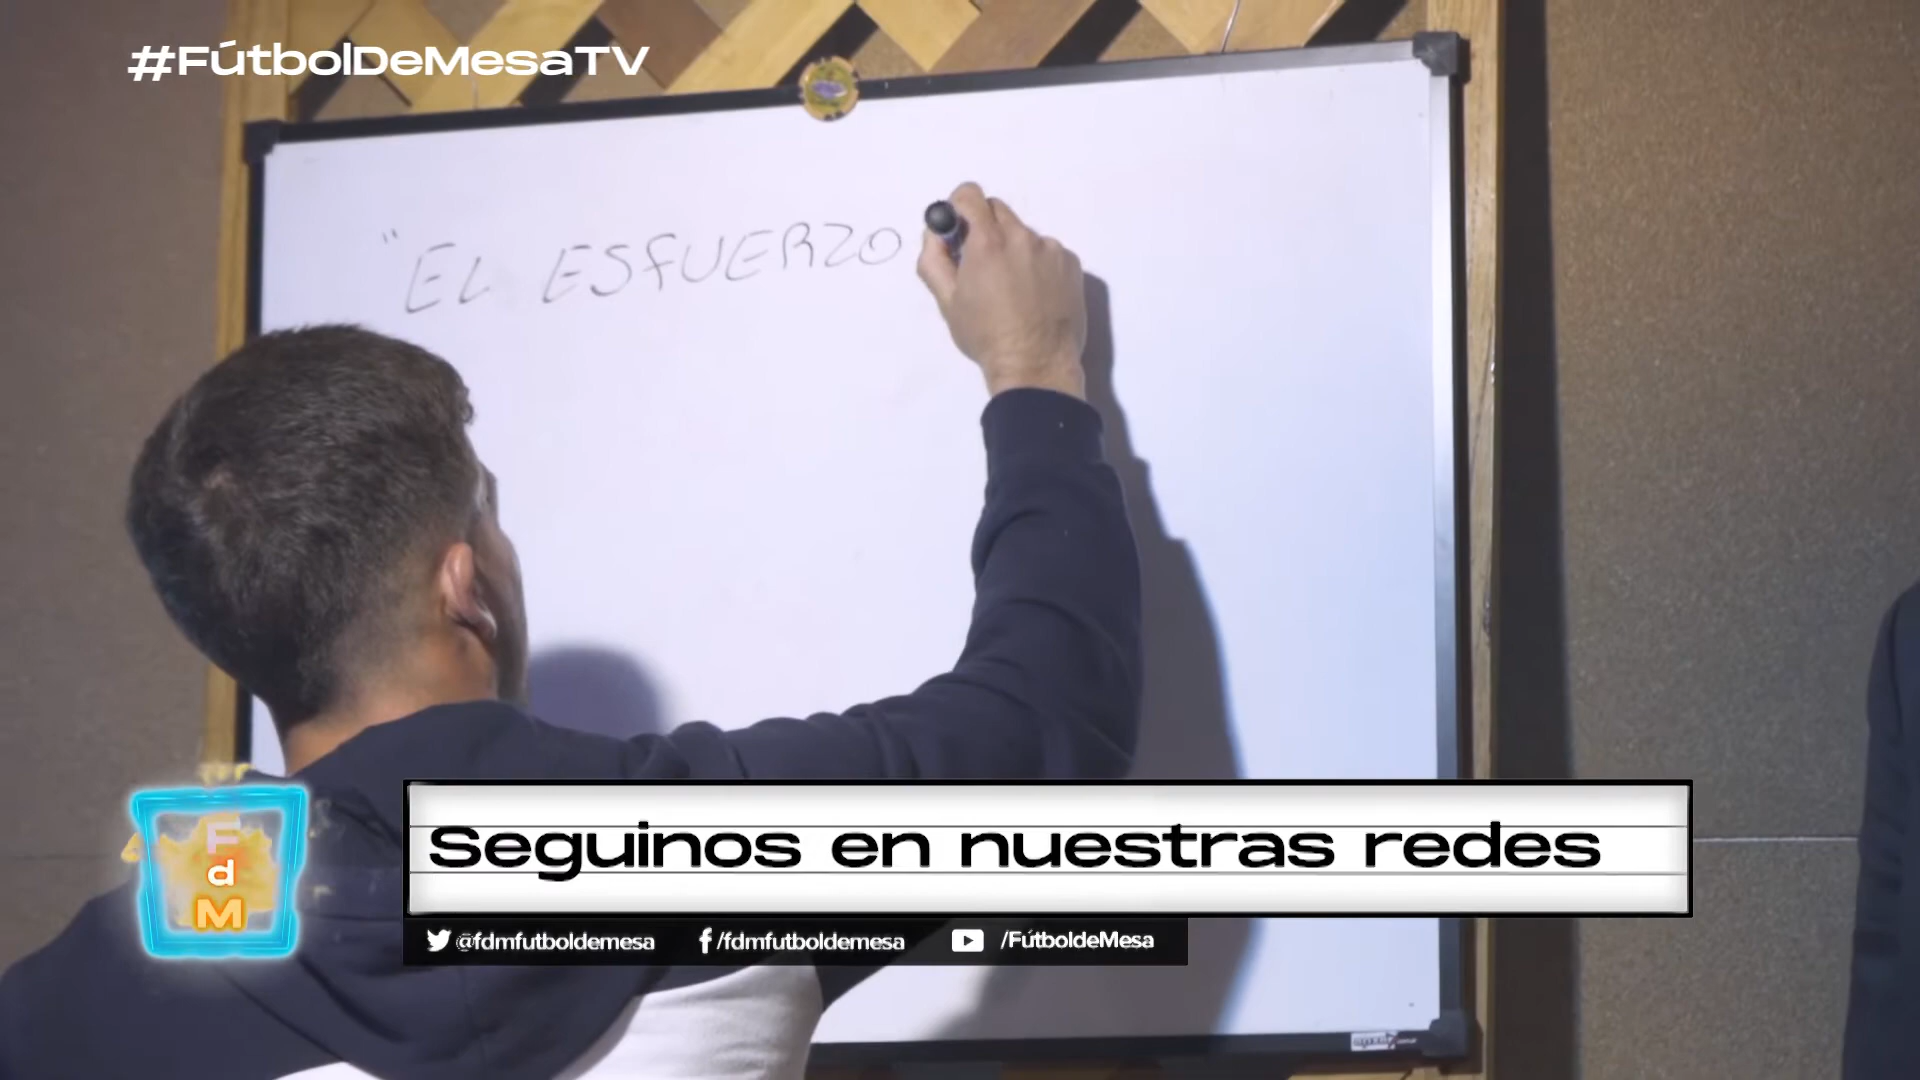 #FútbolDeMesaTV
"EL ESFUERZO
F
d
M
Seguinos en nuestras redes
@fdmfutboldemesa /fdmfutboldemesa /FútboldeMesa